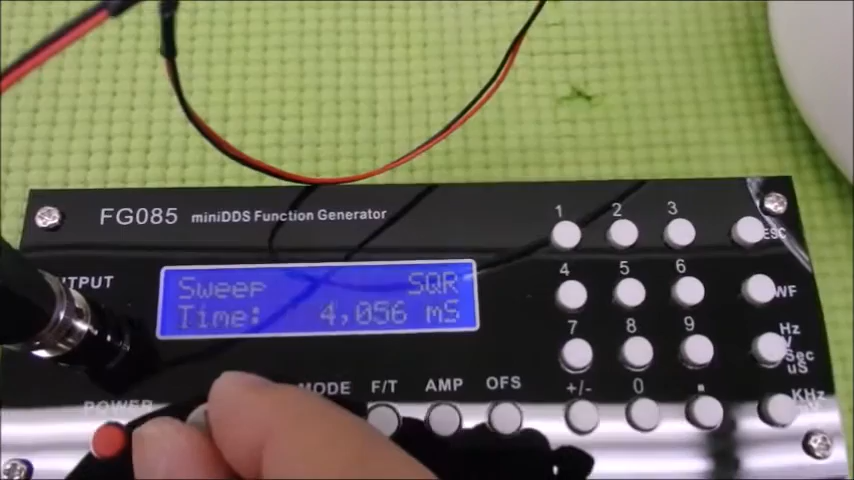 FG085 miniDDS Function Generator
UTPUT
Sweep SQR
Time: 4,056 mS
1 2 3
ESC
4 5 6
WF
7 8 9
Hz
V
Sec
uS
POWER
MODE F/T AMP OFS
+/- 0 .
KHz